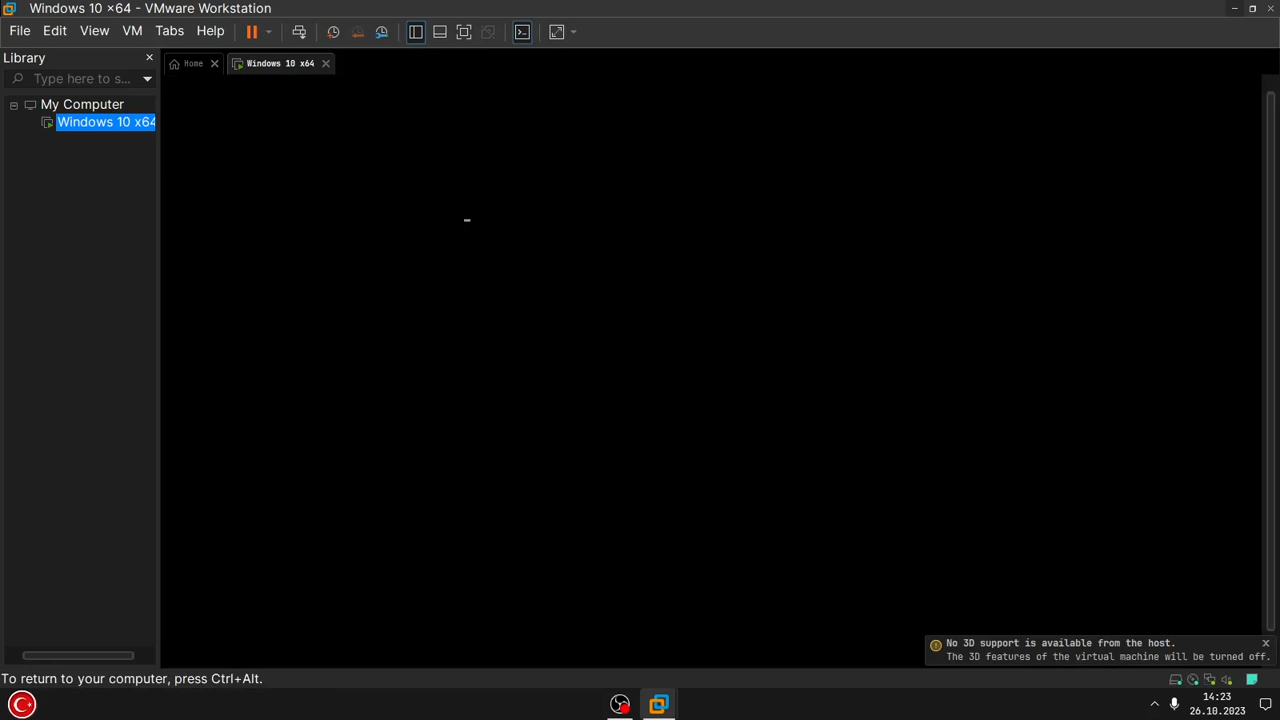 Windows 10 x64 - VMware Workstation
File Edit View VM Tabs Help
Library
Home
Windows 10 x64
Type here to s...
My Computer
Windows 10 x64
No 3D support is available from the host.
The 3D features of the virtual machine will be turned off.
To return to your computer, press Ctrl+Alt.
14:23
26.10.2023